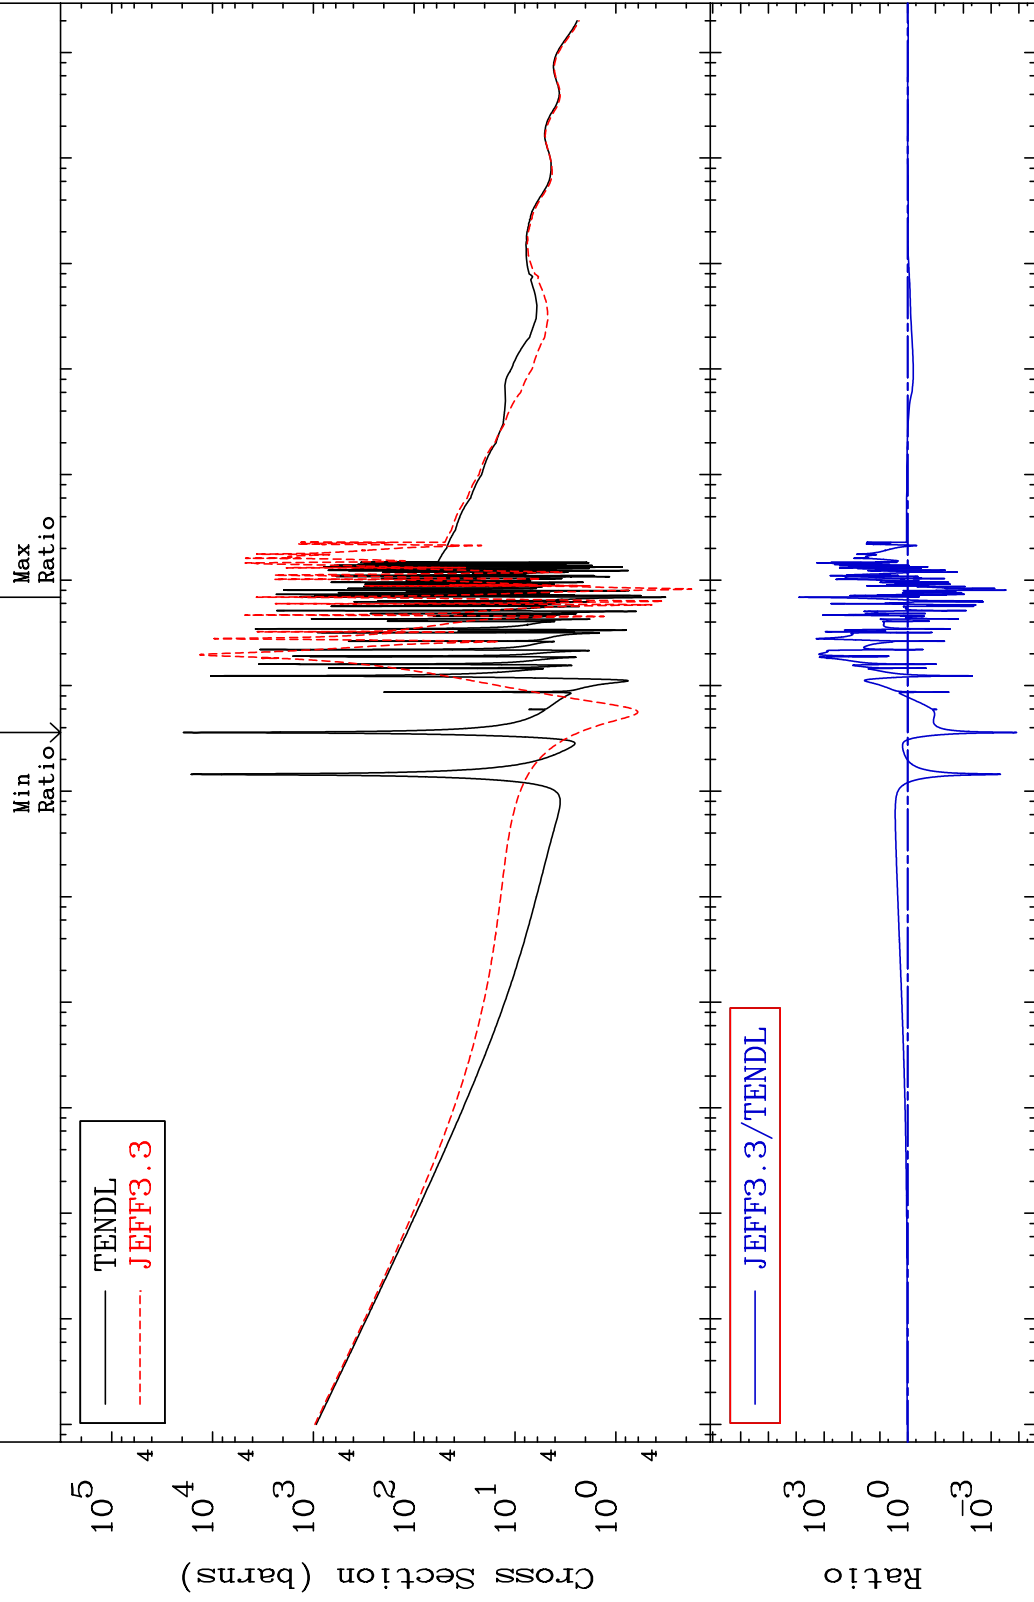 Min
Ratio
Max
Ratio
TENDL
JEFF3.3
10^5
4
10^4
4
10^3
4
10^2
4
10^1
4
10^0
4
Cross Section (barns)
JEFF3.3/TENDL
10^3
10^0
10^-3
Ratio